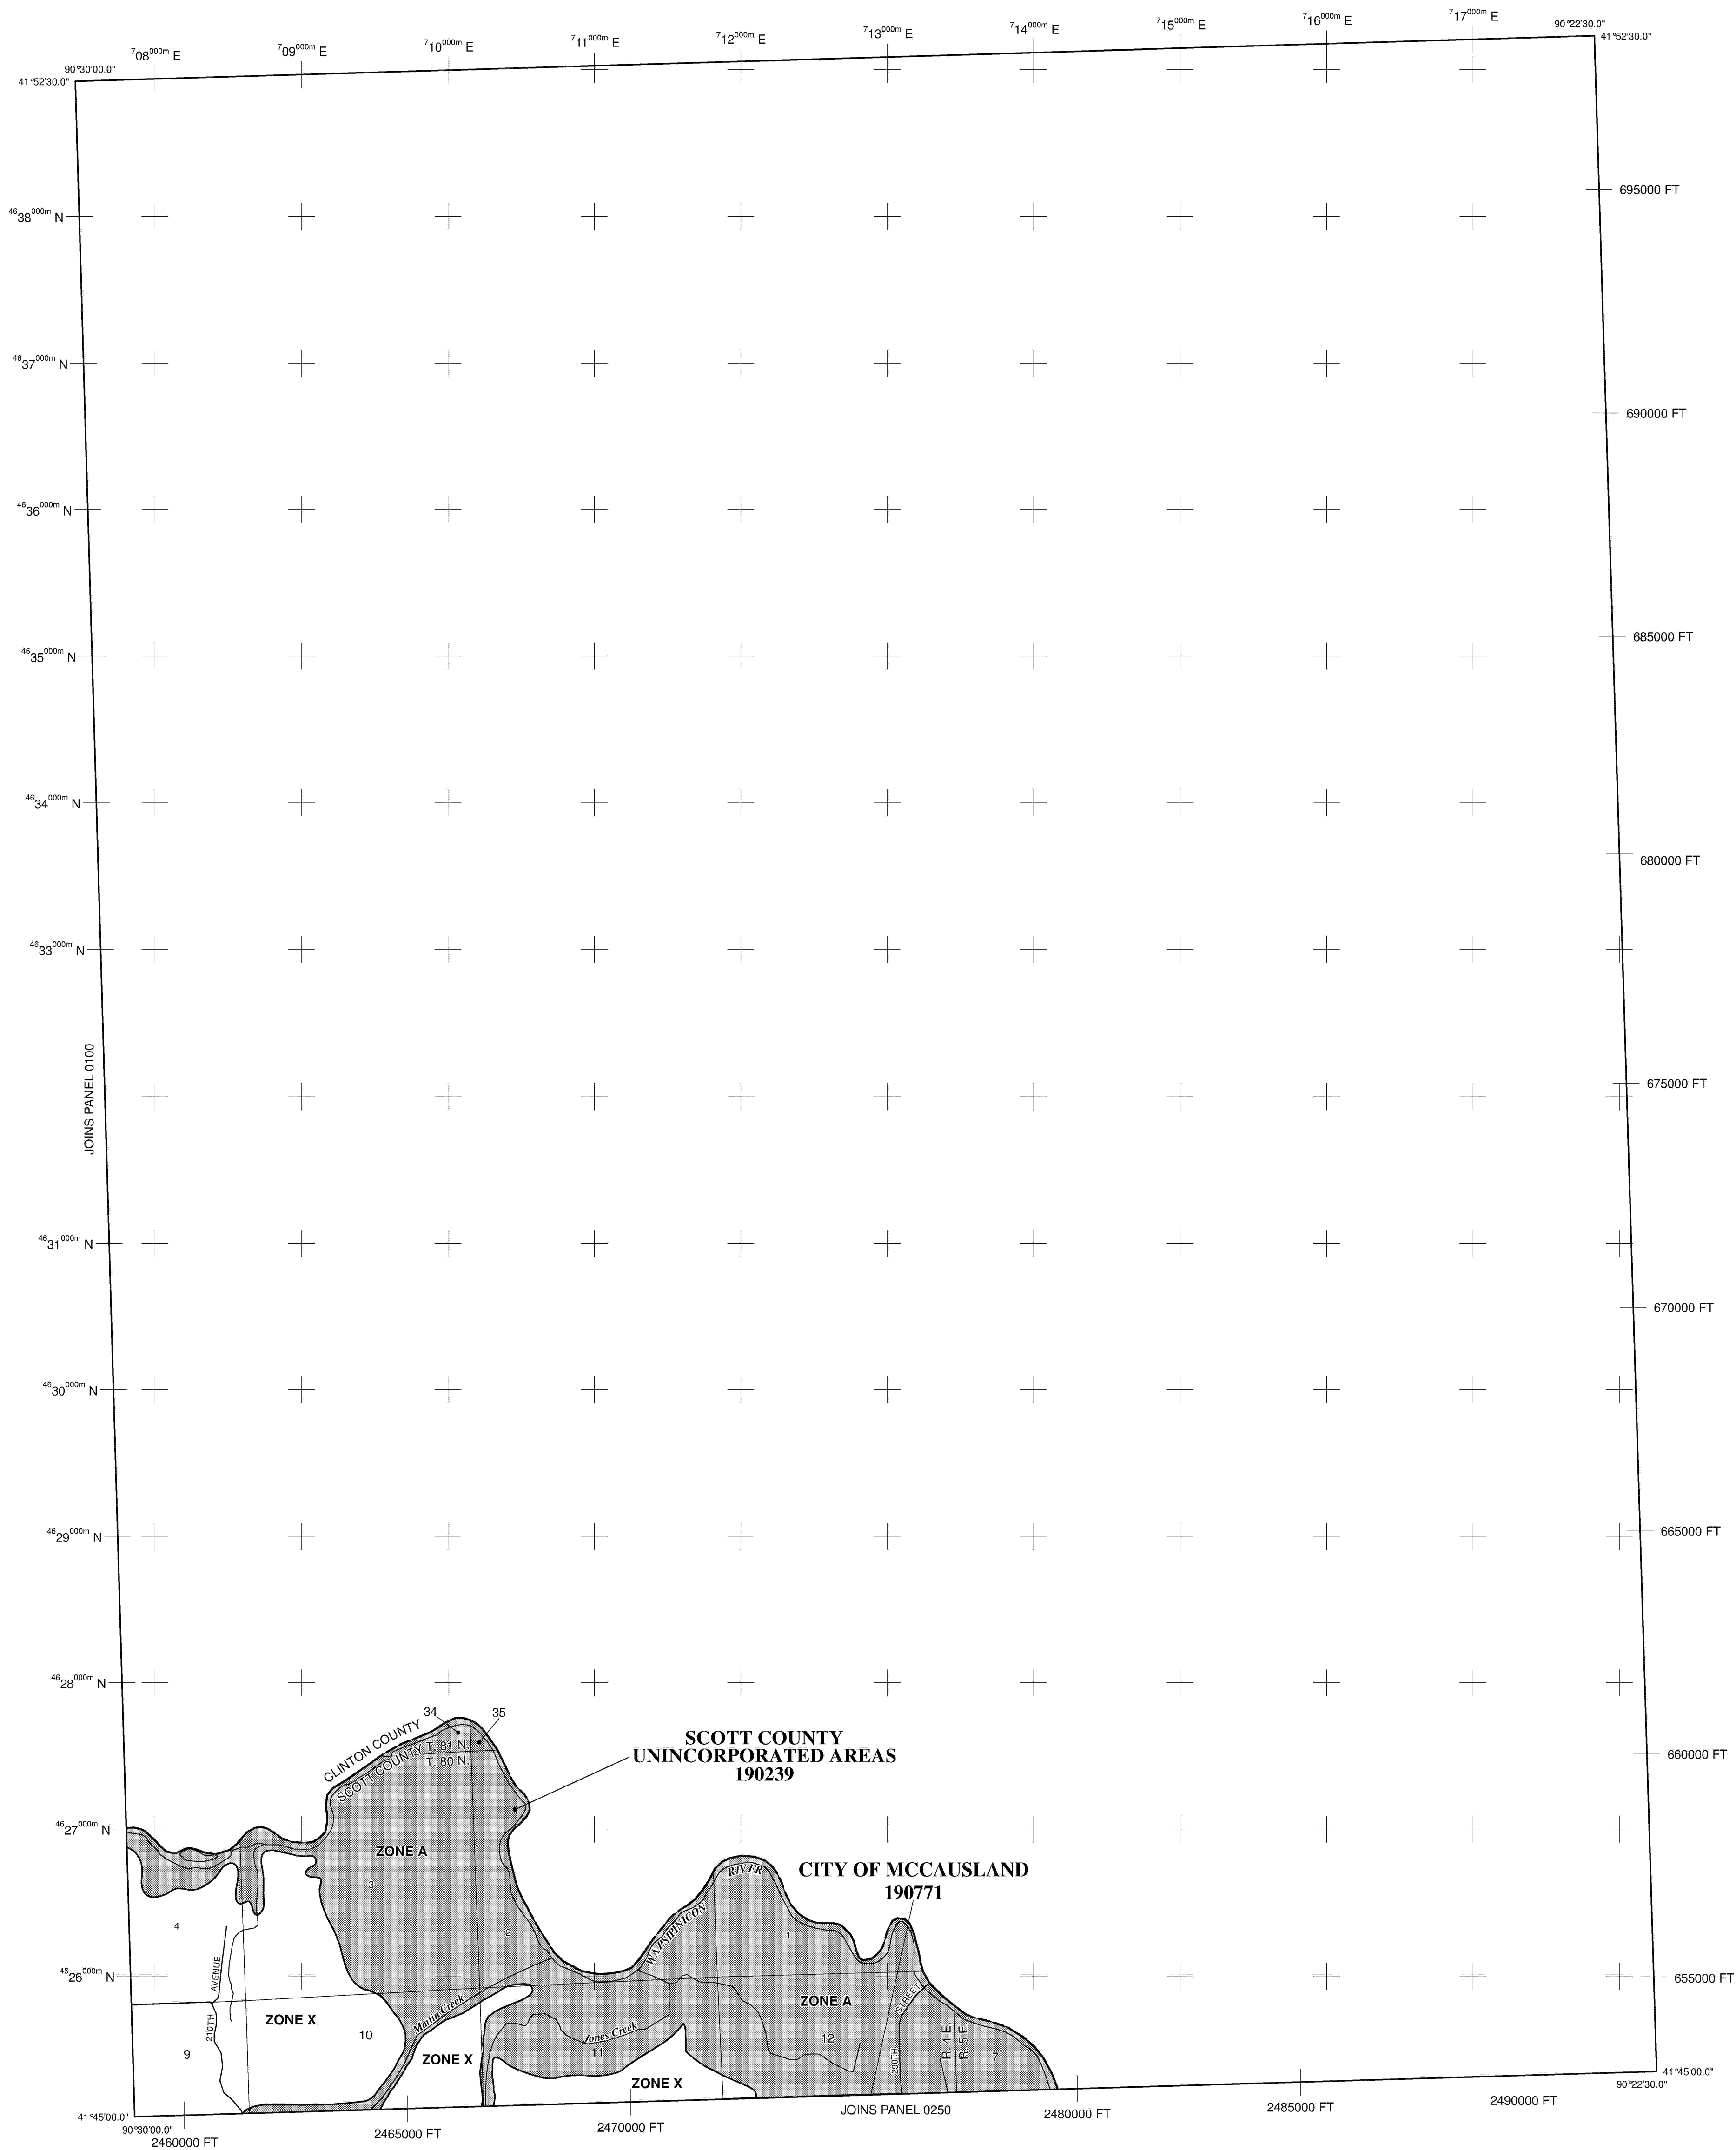 708000m E
709000m E
710000m E
711000m E
712000m E
713000m E
714000m E
715000m E
716000m E
717000m E
90°30'00.0"
90°22'30.0"
41°52'30.0"
41°52'30.0"
695000 FT
4638000m N
4637000m N
690000 FT
4636000m N
685000 FT
4635000m N
4634000m N
680000 FT
4633000m N
JOINS PANEL 0100
675000 FT
4631000m N
670000 FT
4630000m N
4629000m N
665000 FT
4628000m N
34
35
CLINTON COUNTY
SCOTT COUNTY
T. 81 N.
T. 80 N.
SCOTT COUNTY
UNINCORPORATED AREAS
190239
660000 FT
4627000m N
ZONE A
3
RIVER
WAPSIPINICON
CITY OF MCCAUSLAND
190771
4
2
1
4626000m N
655000 FT
AVENUE
210TH
ZONE X
10
9
Martin Creek
ZONE X
Jones Creek
11
ZONE X
ZONE A
12
STREET
290TH
R. 4 E.
R. 5 E.
7
41°45'00.0"
90°30'00.0"
41°45'00.0"
90°22'30.0"
JOINS PANEL 0250
2460000 FT
2465000 FT
2470000 FT
2480000 FT
2485000 FT
2490000 FT